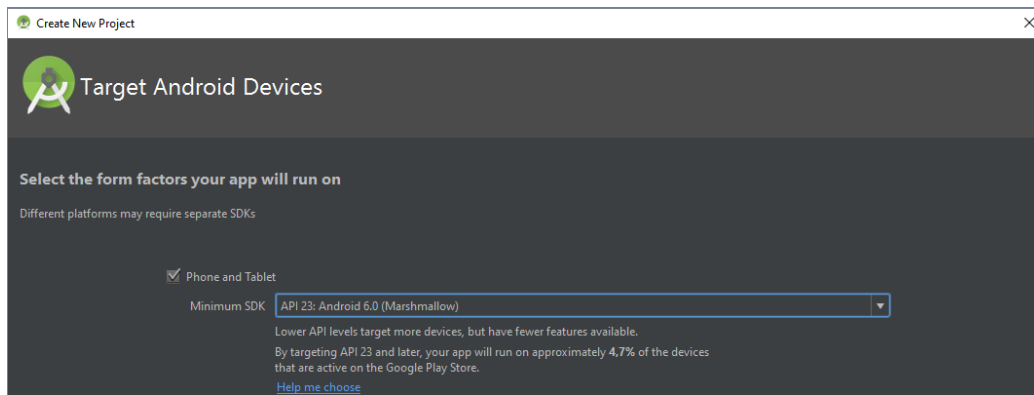 Create New Project
Target Android Devices
Select the form factors your app will run on
Different platforms may require separate SDKs
Phone and Tablet
Minimum SDK API 23: Android 6.0 (Marshmallow)
Lower API levels target more devices, but have fewer features available.
By targeting API 23 and later, your app will run on approximately 4,7% of the devices
that are active on the Google Play Store.
Help me choose